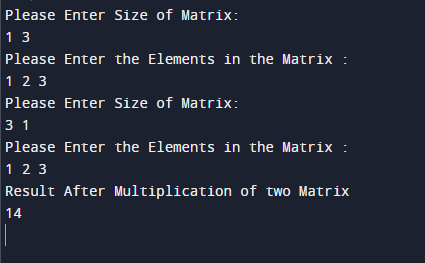 Please Enter Size of Matrix:
1 3
Please Enter the Elements in the Matrix :
1 2 3
Please Enter Size of Matrix:
3 1
Please Enter the Elements in the Matrix :
1 2 3
Result After Multiplication of two Matrix
14